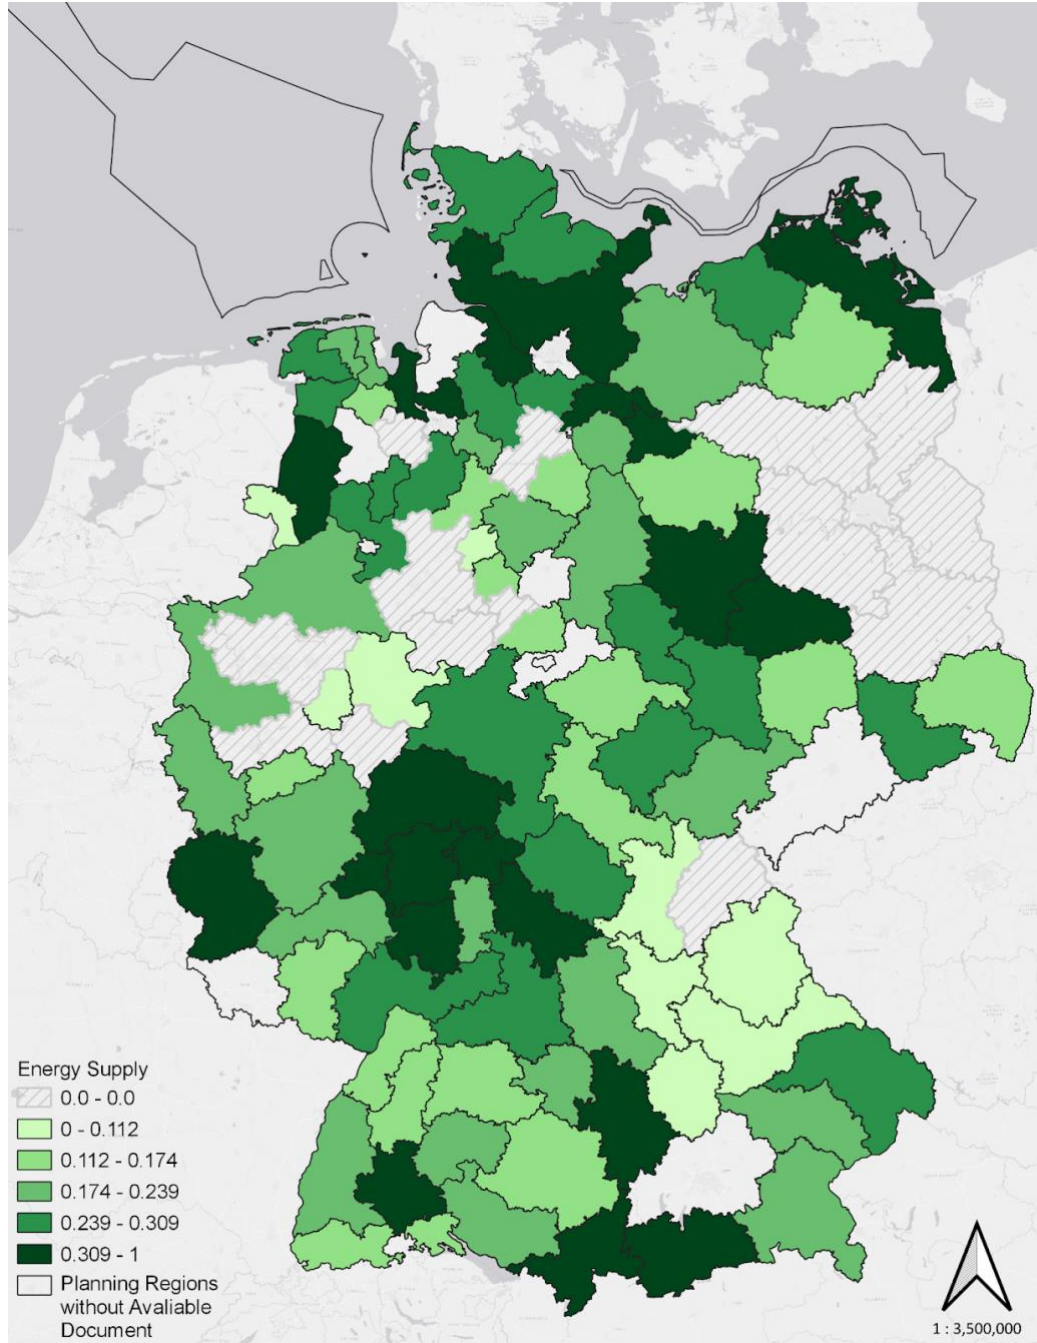 Energy Supply
0.0 - 0.0
0 - 0.112
0.112 - 0.174
0.174 - 0.239
0.239 - 0.309
0.309 - 1
Planning Regions
without Avaliable
Document
1 : 3,500,000